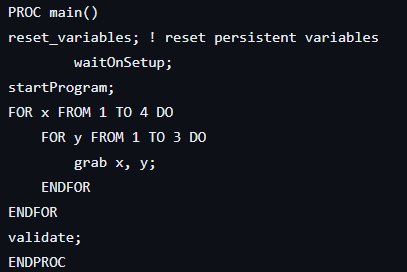 PROC main()
reset_variables; ! reset persistent variables
        waitOnSetup;
startProgram;
FOR x FROM 1 TO 4 DO
    FOR y FROM 1 TO 3 DO
        grab x, y;
    ENDFOR
ENDFOR
validate;
ENDPROC